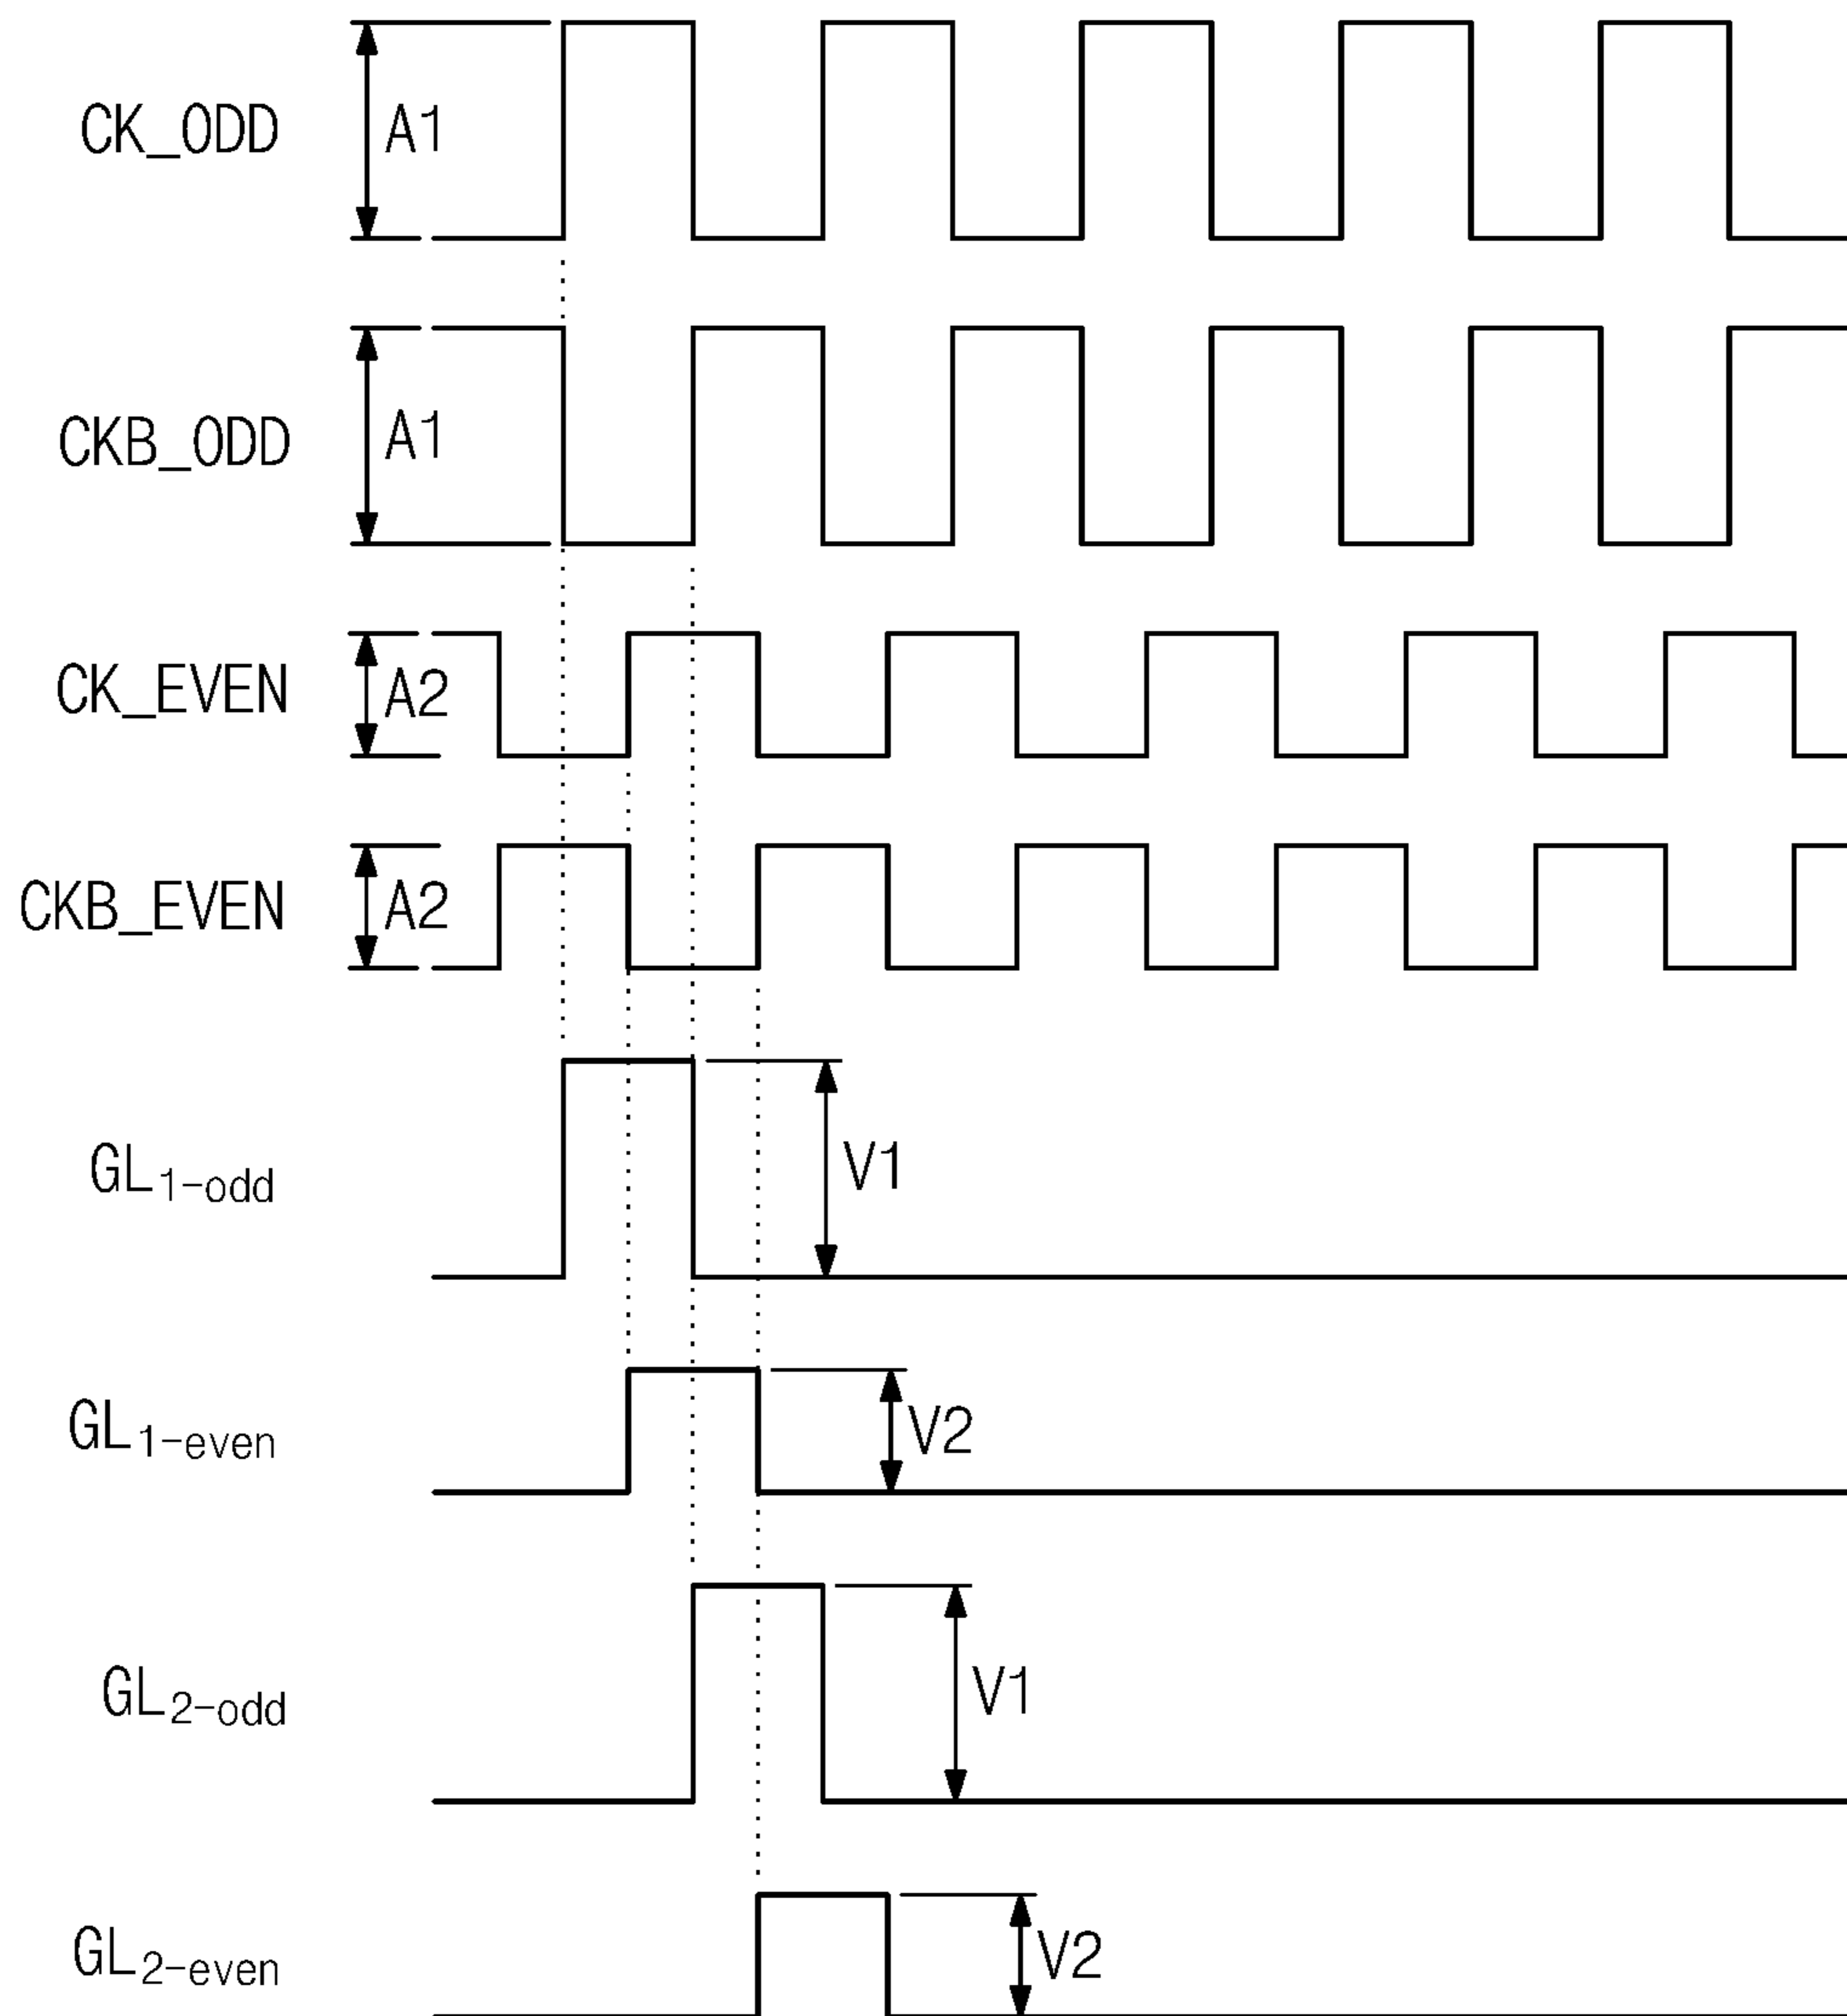 CK_ODD A1
CKB_ODD A1
CK_EVEN A2
CKB_EVEN A2
GL1-odd V1
GL1-even V2
GL2-odd V1
GL2-even V2